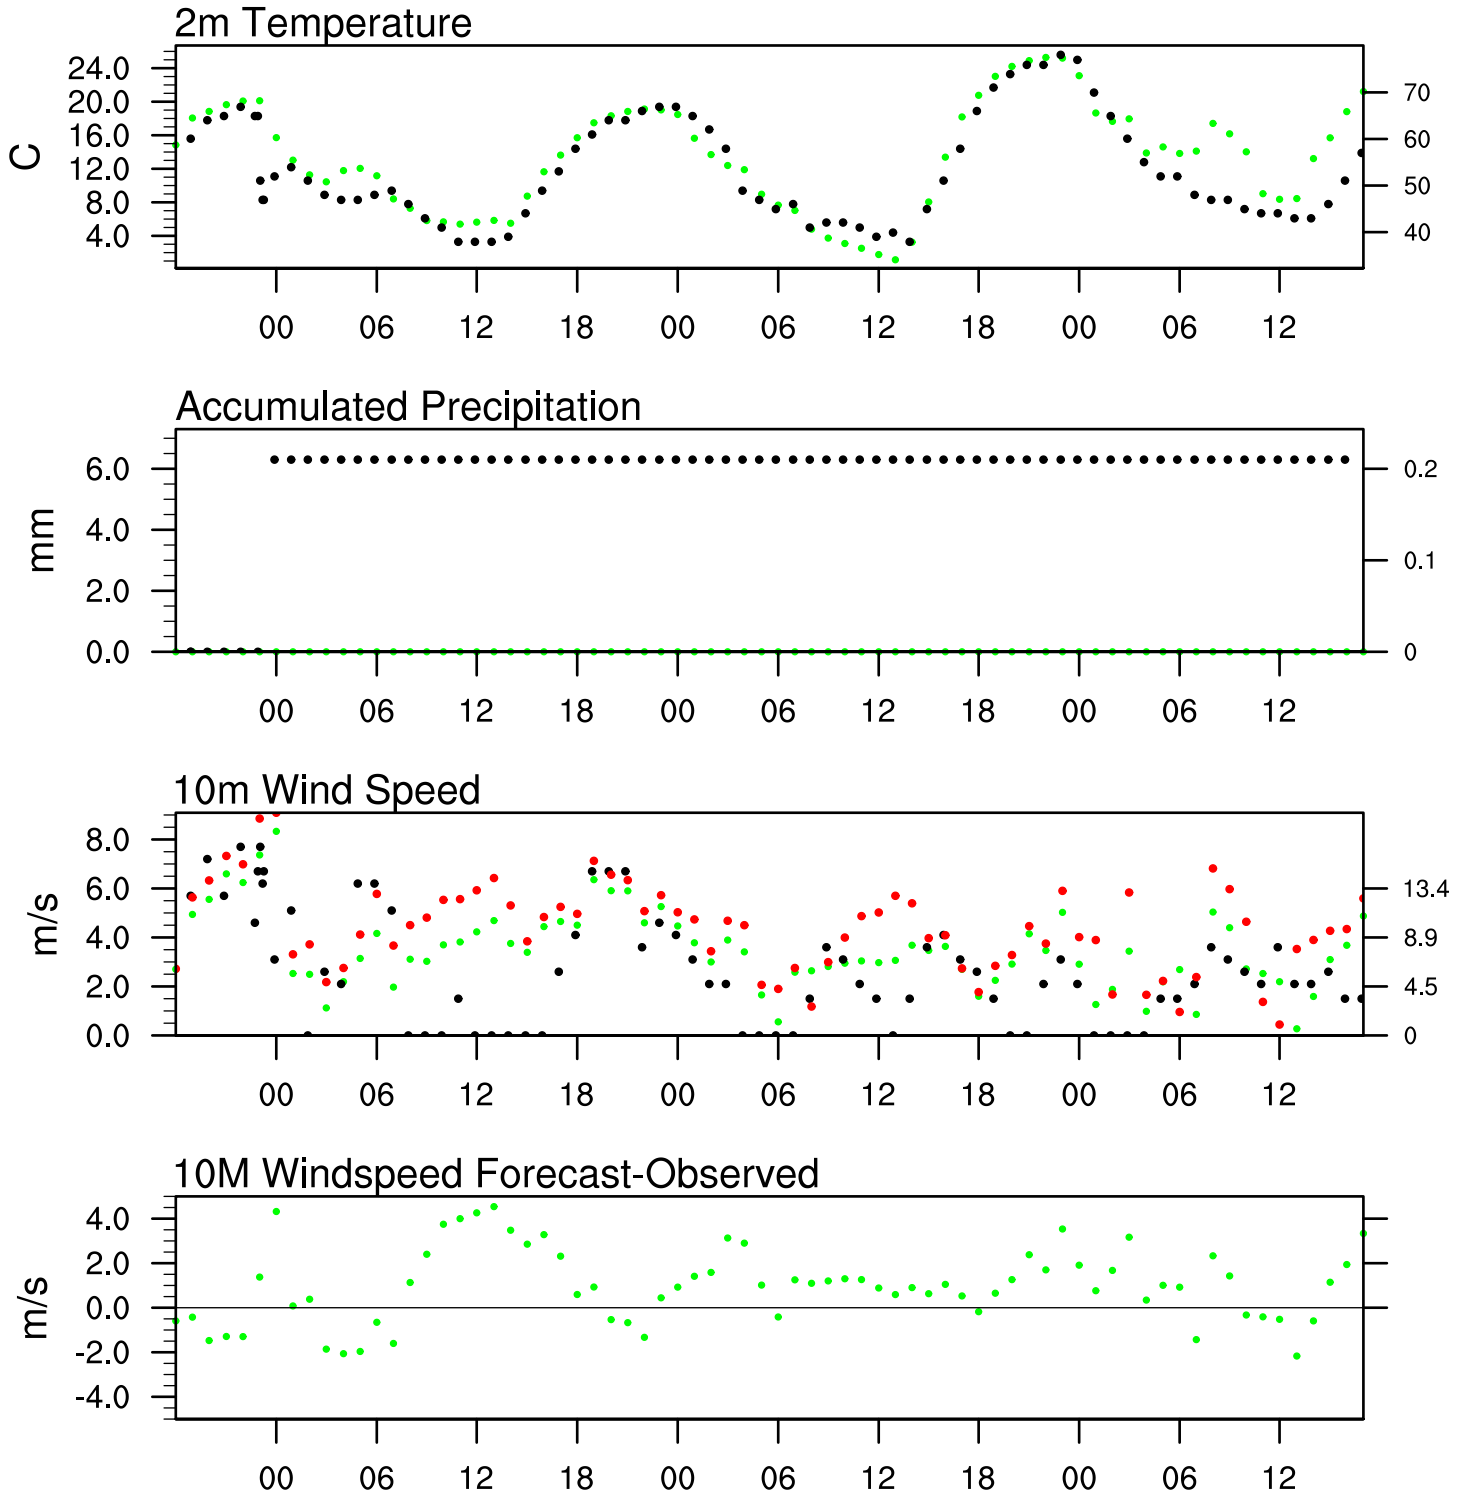 2m Temperature
24.0
20.0
16.0
12.0
8.0
4.0
C
70
60
50
40
00 06 12 18 00 06 12 18 00 06 12
Accumulated Precipitation
6.0
4.0
2.0
0.0
mm
0.2
0.1
0
00 06 12 18 00 06 12 18 00 06 12
10m Wind Speed
8.0
6.0
4.0
2.0
0.0
m/s
13.4
8.9
4.5
0
00 06 12 18 00 06 12 18 00 06 12
10M Windspeed Forecast-Observed
4.0
2.0
0.0
-2.0
-4.0
m/s
00 06 12 18 00 06 12 18 00 06 12